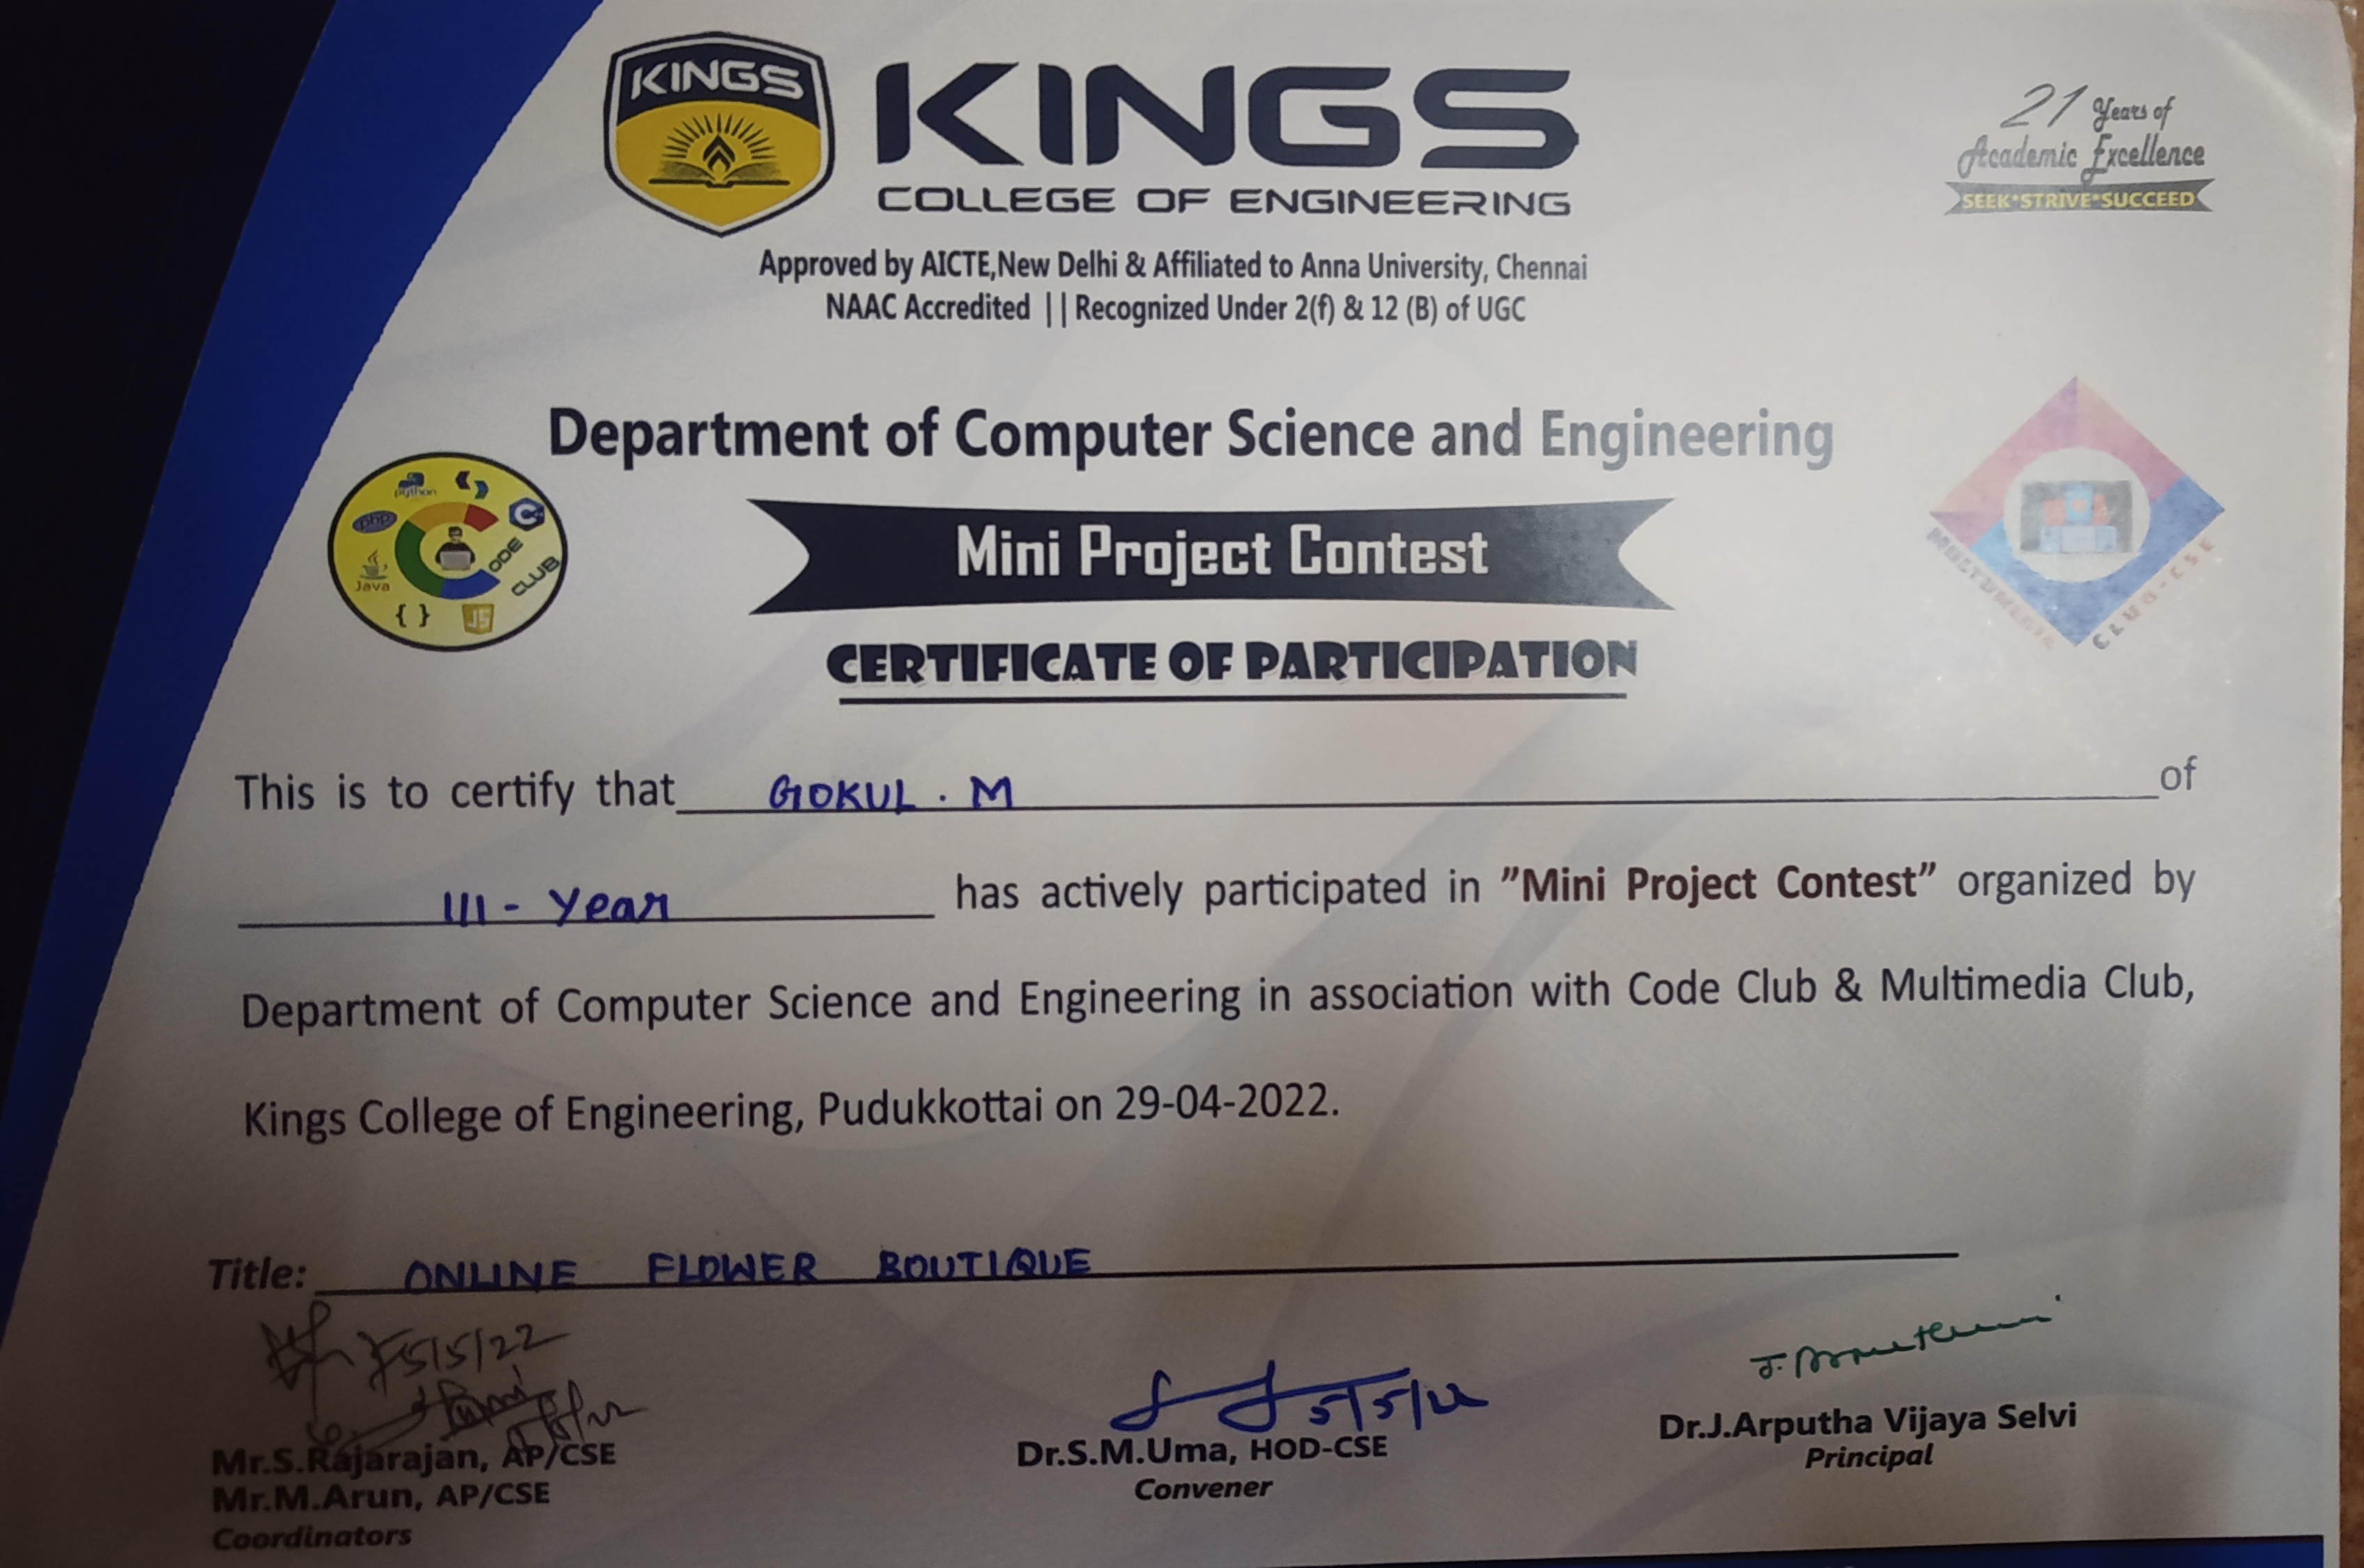 KINGS
KINGS
COLLEGE OF ENGINEERING
21 Years of
Academic Excellence
SEEK*STRIVE*SUCCEED
Approved by AICTE,New Delhi & Affiliated to Anna University, Chennai
NAAC Accredited || Recognized Under 2(f) & 12 (B) of UGC
Department of Computer Science and Engineering
python
php
Java
{ }
JS
C
ODE
CLUB
Mini Project Contest
MULTIMEDIA
CLUB-CSE
CERTIFICATE OF PARTICIPATION
This is to certify that GOKUL . M of
III - Year has actively participated in ”Mini Project Contest” organized by
Department of Computer Science and Engineering in association with Code Club & Multimedia Club,
Kings College of Engineering, Pudukkottai on 29-04-2022.
Title: ONLINE FLOWER BOUTIQUE
5/5/22
5/5/22
Mr.S.Rajarajan, AP/CSE
Mr.M.Arun, AP/CSE
Coordinators
Dr.S.M.Uma, HOD-CSE
Convener
Dr.J.Arputha Vijaya Selvi
Principal